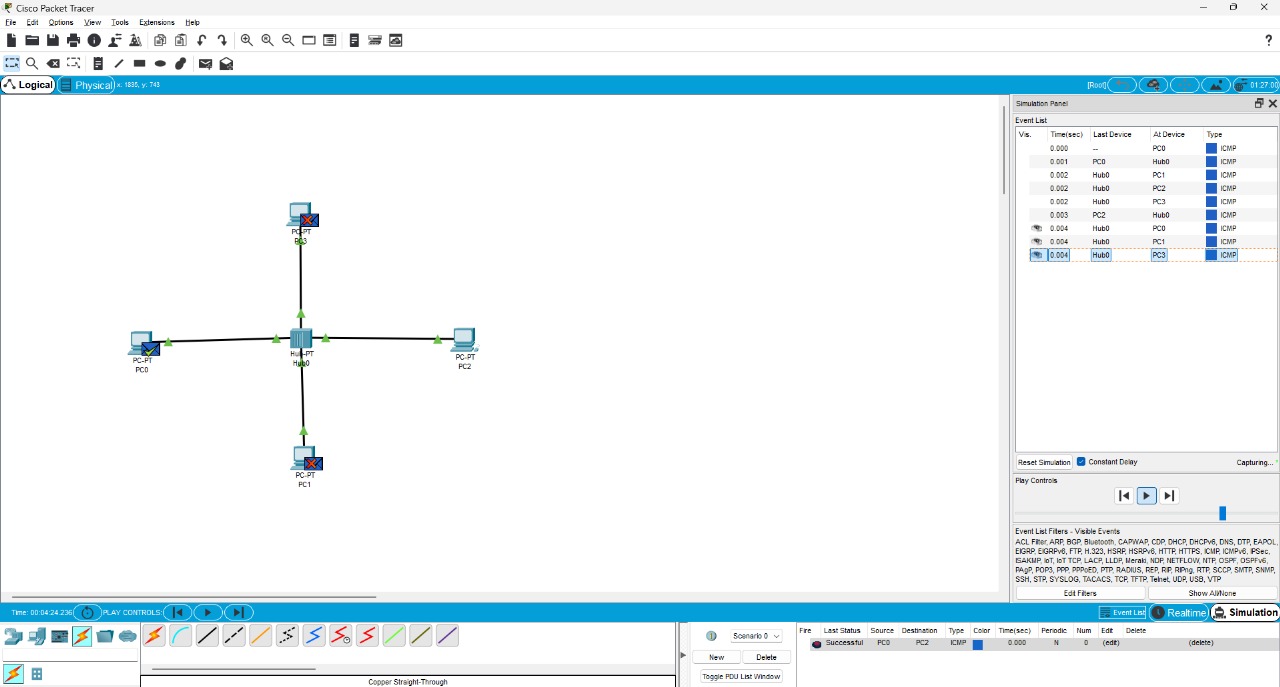 Cisco Packet Tracer
File Edit Options View Tools Extensions Help
?
Logical Physical x: 1835, y: 743 [Root] 01:27:00
Simulation Panel
Event List
Vis. Time(sec) Last Device At Device Type
0.000 -- PC0 ICMP
0.001 PC0 Hub0 ICMP
0.002 Hub0 PC1 ICMP
0.002 Hub0 PC2 ICMP
0.002 Hub0 PC3 ICMP
0.003 PC2 Hub0 ICMP
0.004 Hub0 PC0 ICMP
0.004 Hub0 PC1 ICMP
0.004 Hub0 PC3 ICMP
PC-PT
PC3
PC-PT
PC0
Hub-PT
Hub0
PC-PT
PC2
PC-PT
PC1
Reset Simulation Constant Delay Capturing...
Play Controls
Event List Filters - Visible Events
ACL Filter, ARP, BGP, Bluetooth, CAPWAP, CDP, DHCP, DHCPv6, DNS, DTP, EAPOL,
EIGRP, EIGRPv6, FTP, H.323, HSRP, HSRPv6, HTTP, HTTPS, ICMP, ICMPv6, IPSec,
ISAKMP, IoT, IoT TCP, LACP, LLDP, Meraki, NDP, NETFLOW, NTP, OSPF, OSPFv6,
PAgP, POP3, PPP, PPPoED, PTP, RADIUS, REP, RIP, RIPng, RTP, SCCP, SMTP, SNMP,
SSH, STP, SYSLOG, TACACS, TCP, TFTP, Telnet, UDP, USB, VTP
Edit Filters Show All/None
Time: 00:04:24.236 PLAY CONTROLS: Event List Realtime Simulation
Scenario 0
New Delete
Toggle PDU List Window
Fire Last Status Source Destination Type Color Time(sec) Periodic Num Edit Delete
Successful PC0 PC2 ICMP 0.000 N 0 (edit) (delete)
Copper Straight-Through